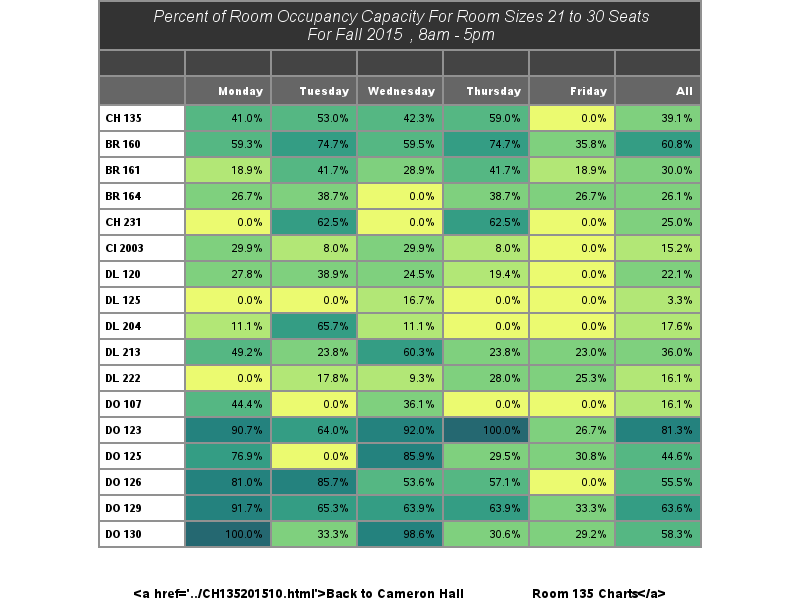 Percent of Room Occupancy Capacity For Room Sizes 21 to 30 Seats
For Fall 2015 , 8am - 5pm
Monday Tuesday Wednesday Thursday Friday All
CH 135 41.0% 53.0% 42.3% 59.0% 0.0% 39.1%
BR 160 59.3% 74.7% 59.5% 74.7% 35.8% 60.8%
BR 161 18.9% 41.7% 28.9% 41.7% 18.9% 30.0%
BR 164 26.7% 38.7% 0.0% 38.7% 26.7% 26.1%
CH 231 0.0% 62.5% 0.0% 62.5% 0.0% 25.0%
CI 2003 29.9% 8.0% 29.9% 8.0% 0.0% 15.2%
DL 120 27.8% 38.9% 24.5% 19.4% 0.0% 22.1%
DL 125 0.0% 0.0% 16.7% 0.0% 0.0% 3.3%
DL 204 11.1% 65.7% 11.1% 0.0% 0.0% 17.6%
DL 213 49.2% 23.8% 60.3% 23.8% 23.0% 36.0%
DL 222 0.0% 17.8% 9.3% 28.0% 25.3% 16.1%
DO 107 44.4% 0.0% 36.1% 0.0% 0.0% 16.1%
DO 123 90.7% 64.0% 92.0% 100.0% 26.7% 81.3%
DO 125 76.9% 0.0% 85.9% 29.5% 30.8% 44.6%
DO 126 81.0% 85.7% 53.6% 57.1% 0.0% 55.5%
DO 129 91.7% 65.3% 63.9% 63.9% 33.3% 63.6%
DO 130 100.0% 33.3% 98.6% 30.6% 29.2% 58.3%
<a href='../CH135201510.html'>Back to Cameron Hall Room 135 Charts</a>